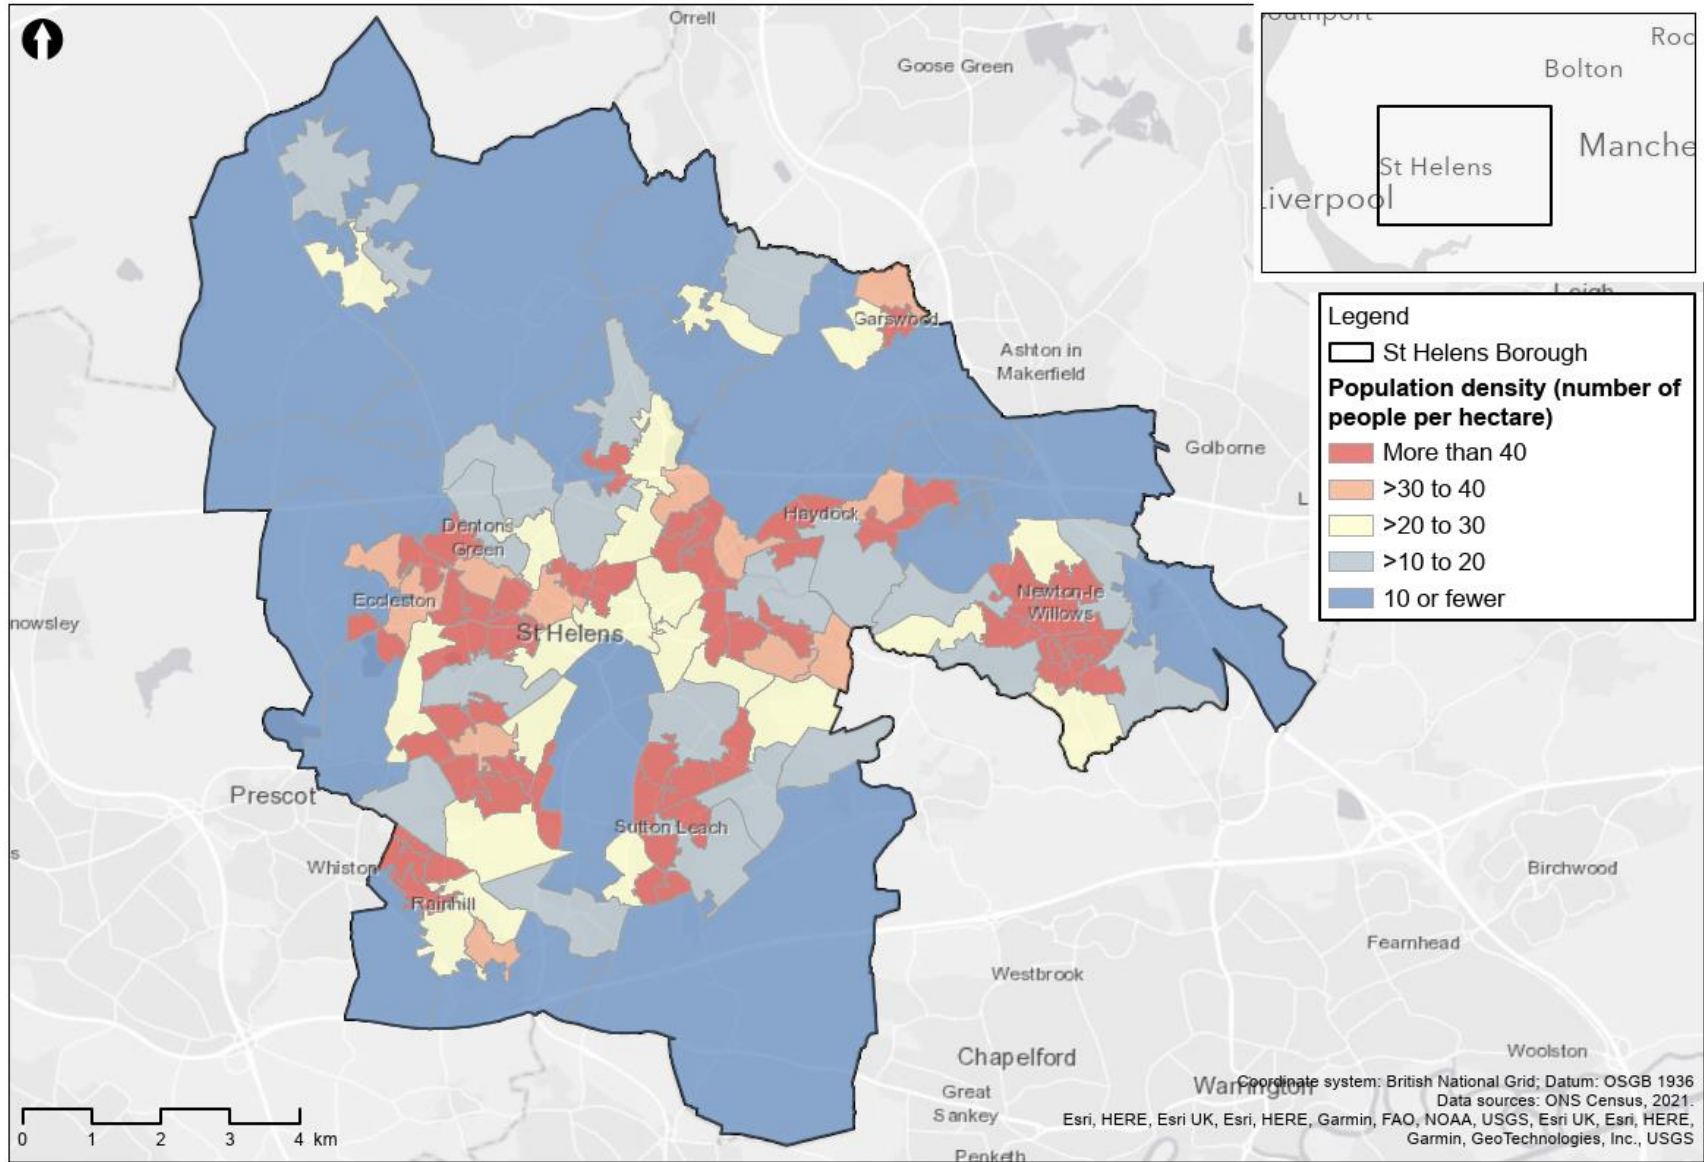 Orrell
Goose Green
Garswood
Ashton in
Makerfield
Golborne
Haydock
Dentons
Green
Eccleston
Newton-le
Willows
St Helens
nowsley
Prescot
Sutton Leach
Whiston
Rainhill
Birchwood
Fearnhead
Westbrook
Woolston
Chapelford
Great
Sankey
Warrington
Penketh
L
s
Roc
Bolton
Manche
St Helens
iverpool
Legend
St Helens Borough
Population density (number of
people per hectare)
More than 40
>30 to 40
>20 to 30
>10 to 20
10 or fewer
0 1 2 3 4 km
Coordinate system: British National Grid; Datum: OSGB 1936
Data sources: ONS Census, 2021.
Esri, HERE, Esri UK, Esri, HERE, Garmin, FAO, NOAA, USGS, Esri UK, Esri, HERE,
Garmin, GeoTechnologies, Inc., USGS